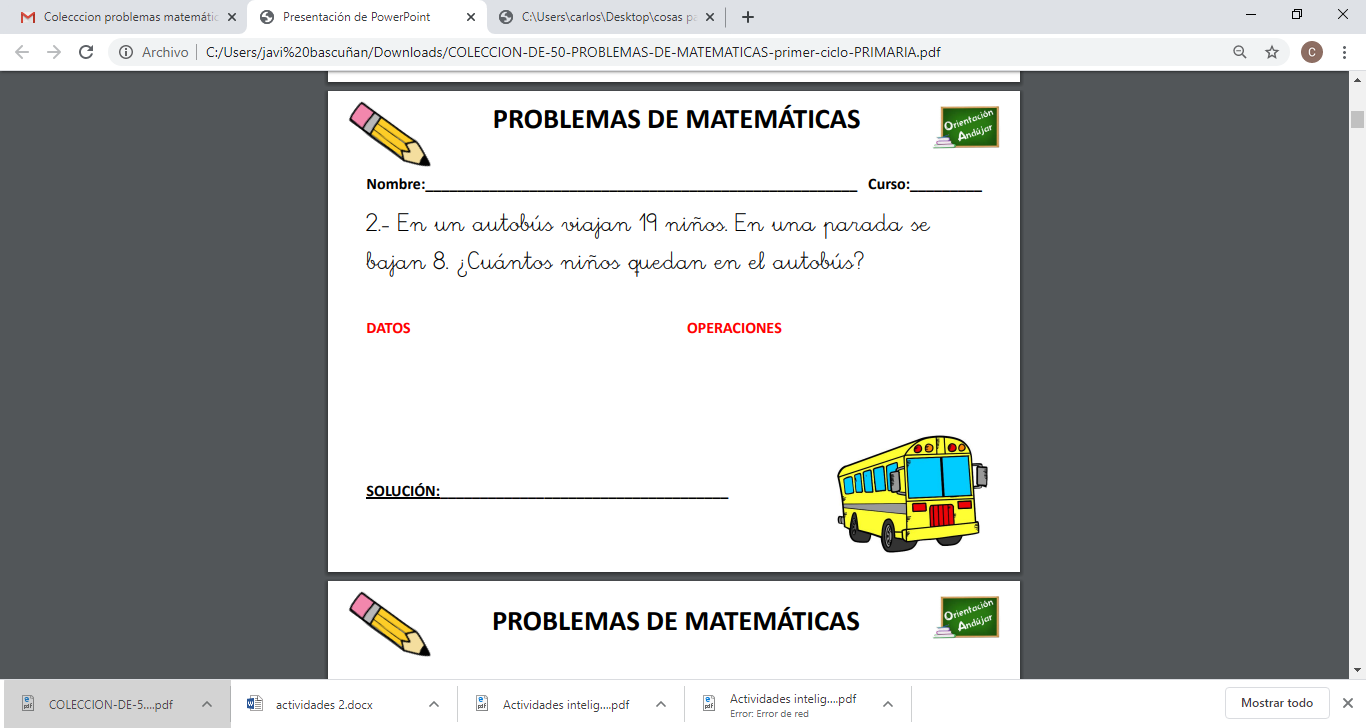 Colecccion problemas matemátic
Presentación de PowerPoint
C:\Users\carlos\Desktop\cosas pa
Archivo
C:/Users/javi%20bascuñan/Downloads/COLECCION-DE-50-PROBLEMAS-DE-MATEMATICAS-primer-ciclo-PRIMARIA.pdf
C
PROBLEMAS DE MATEMÁTICAS
Orientación
Andújar
Nombre:______________________________________________________ Curso:_________
2.- En un autobús viajan 19 niños. En una parada se
bajan 8. ¿Cuántos niños quedan en el autobús?
DATOS
OPERACIONES
SOLUCIÓN:____________________________________
PROBLEMAS DE MATEMÁTICAS
Orientación
Andújar
COLECCION-DE-5....pdf
actividades 2.docx
Actividades intelig....pdf
Actividades intelig....pdf
Error: Error de red
Mostrar todo